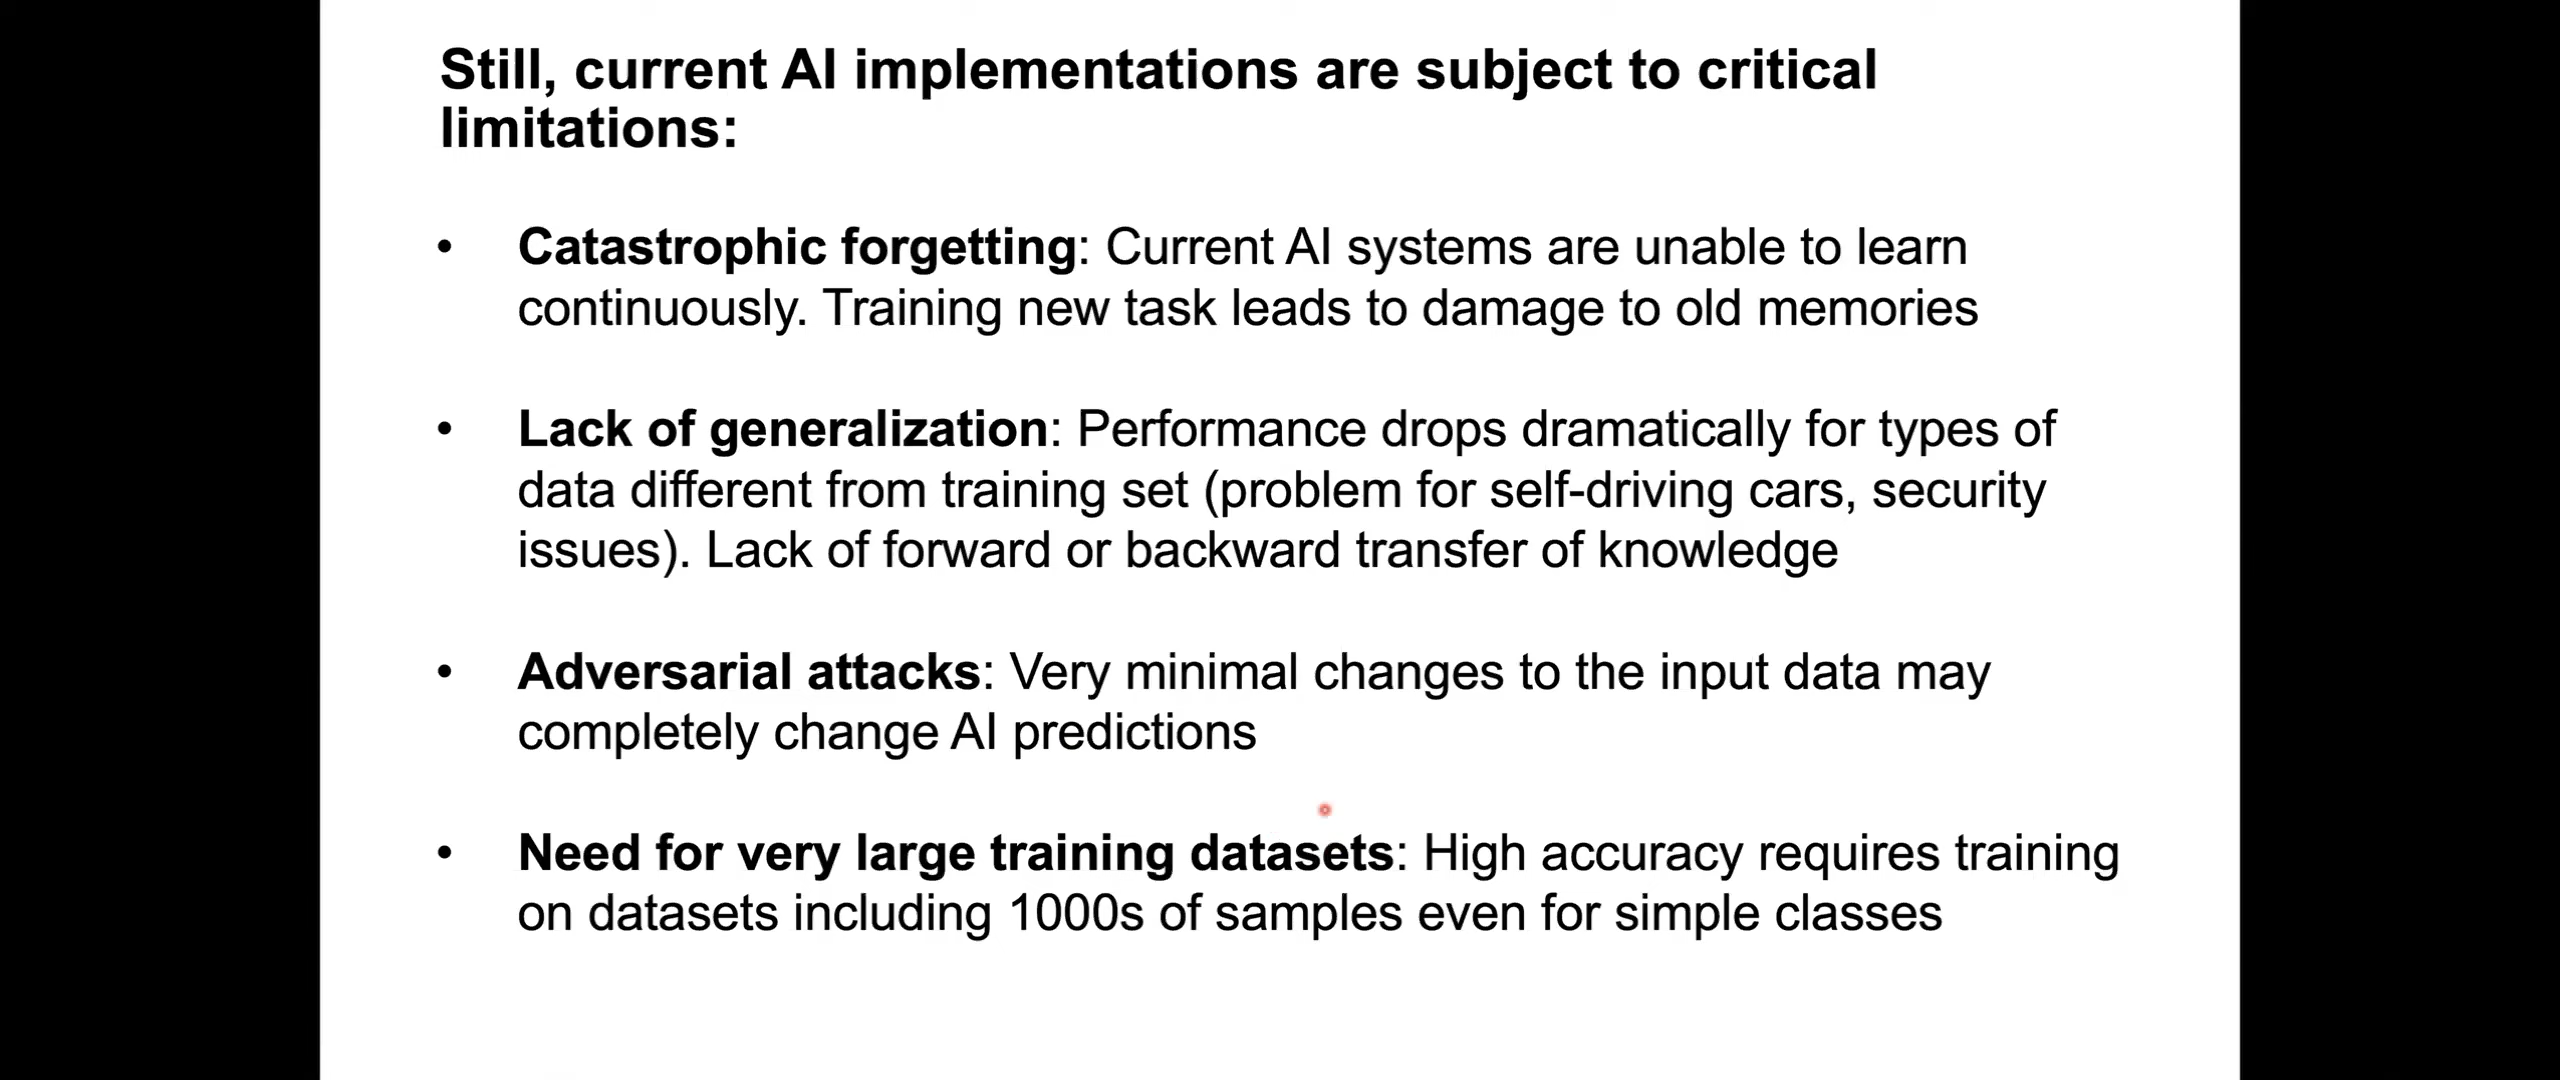 Still, current AI implementations are subject to critical
limitations:
• Catastrophic forgetting: Current AI systems are unable to learn
continuously. Training new task leads to damage to old memories
• Lack of generalization: Performance drops dramatically for types of
data different from training set (problem for self-driving cars, security
issues). Lack of forward or backward transfer of knowledge
• Adversarial attacks: Very minimal changes to the input data may
completely change AI predictions
• Need for very large training datasets: High accuracy requires training
on datasets including 1000s of samples even for simple classes